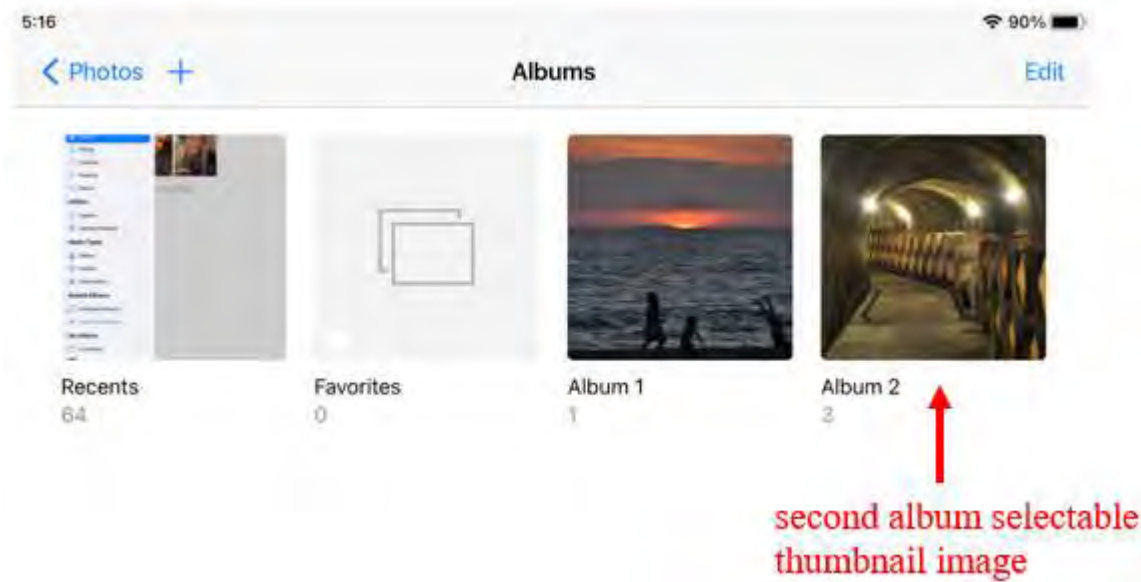 5:16 90%
Photos + Albums Edit
Recents Favorites Album 1 Album 2
64 0 1 3
second album selectable
thumbnail image